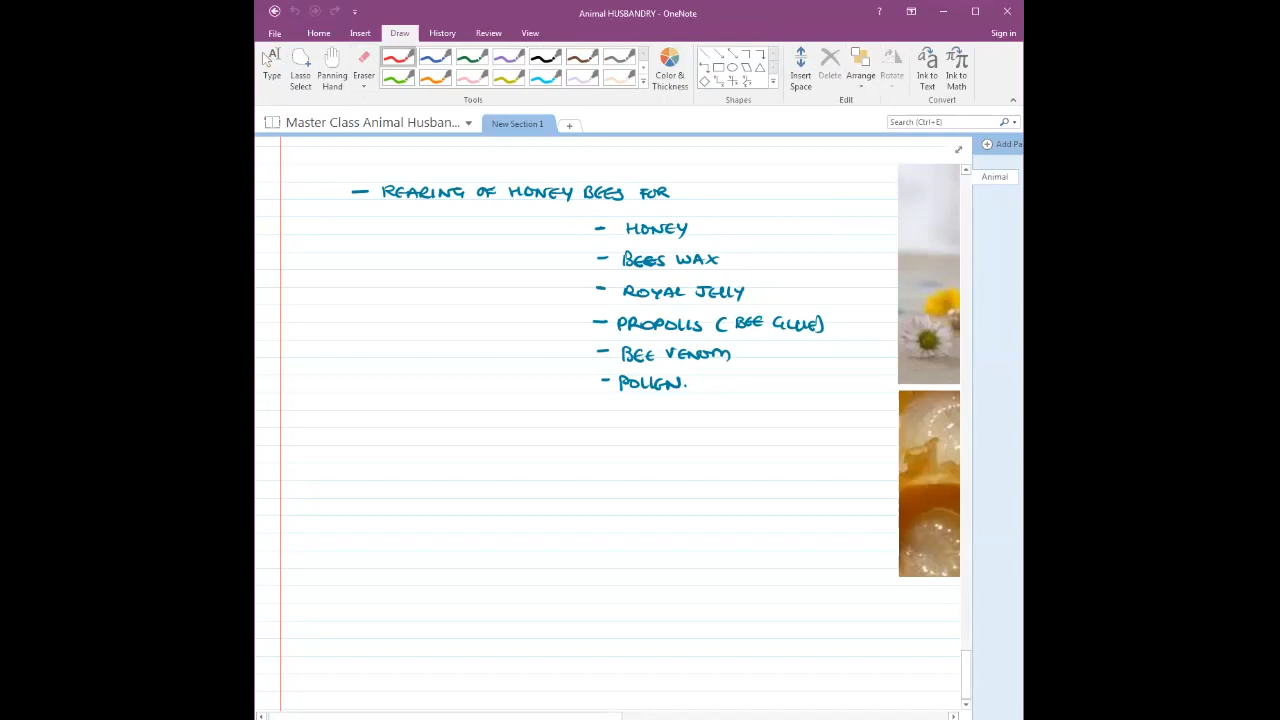 Animal HUSBANDRY - OneNote
?
File Home Insert Draw History Review View Sign in
Type
Lasso Select
Panning Hand
Eraser
Color & Thickness
Insert Space
Delete
Arrange
Rotate
Ink to Text
Ink to Math
Tools Shapes Edit Convert
Master Class Animal Husban... New Section 1 + Search (Ctrl+E)
Add Pa
Animal
- REARING OF HONEY BEES FOR
- HONEY
- BEES WAX
- ROYAL JELLY
- PROPOLIS (BEE GLUE)
- BEE VENOM
- POLLEN.